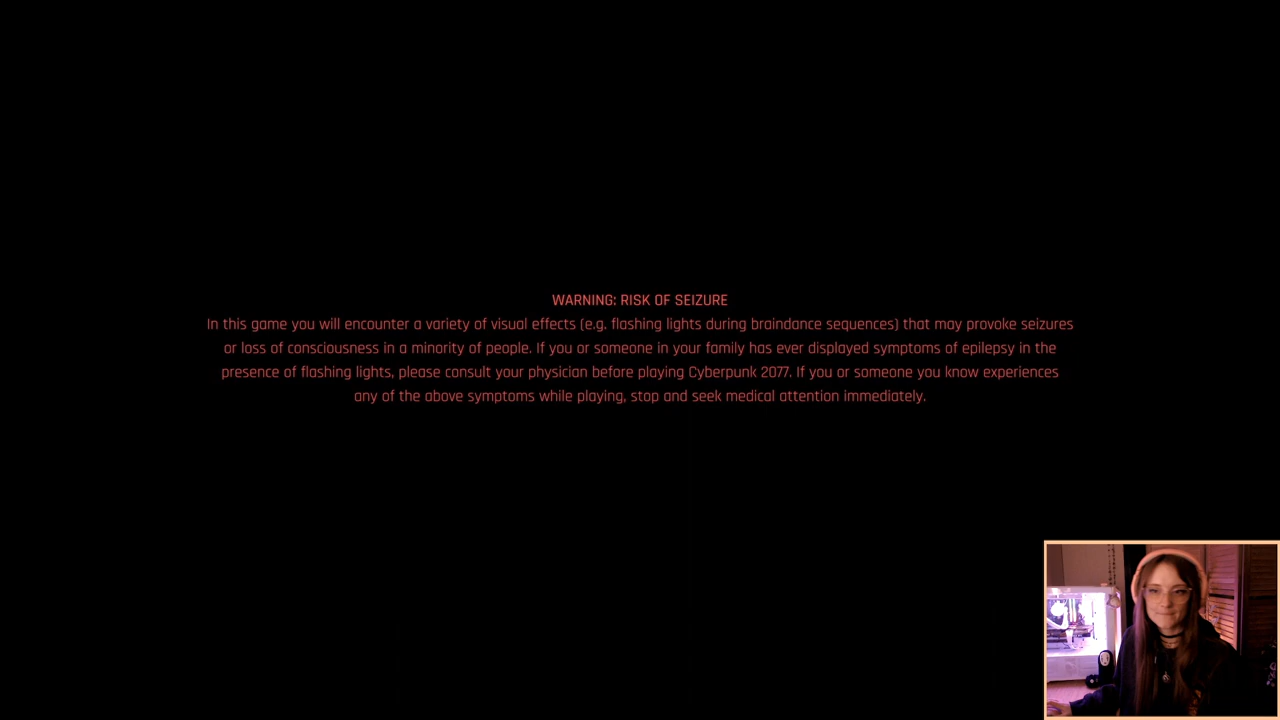 WARNING: RISK OF SEIZURE
In this game you will encounter a variety of visual effects (e.g. flashing lights during braindance sequences) that may provoke seizures
or loss of consciousness in a minority of people. If you or someone in your family has ever displayed symptoms of epilepsy in the
presence of flashing lights, please consult your physician before playing Cyberpunk 2077. If you or someone you know experiences
any of the above symptoms while playing, stop and seek medical attention immediately.